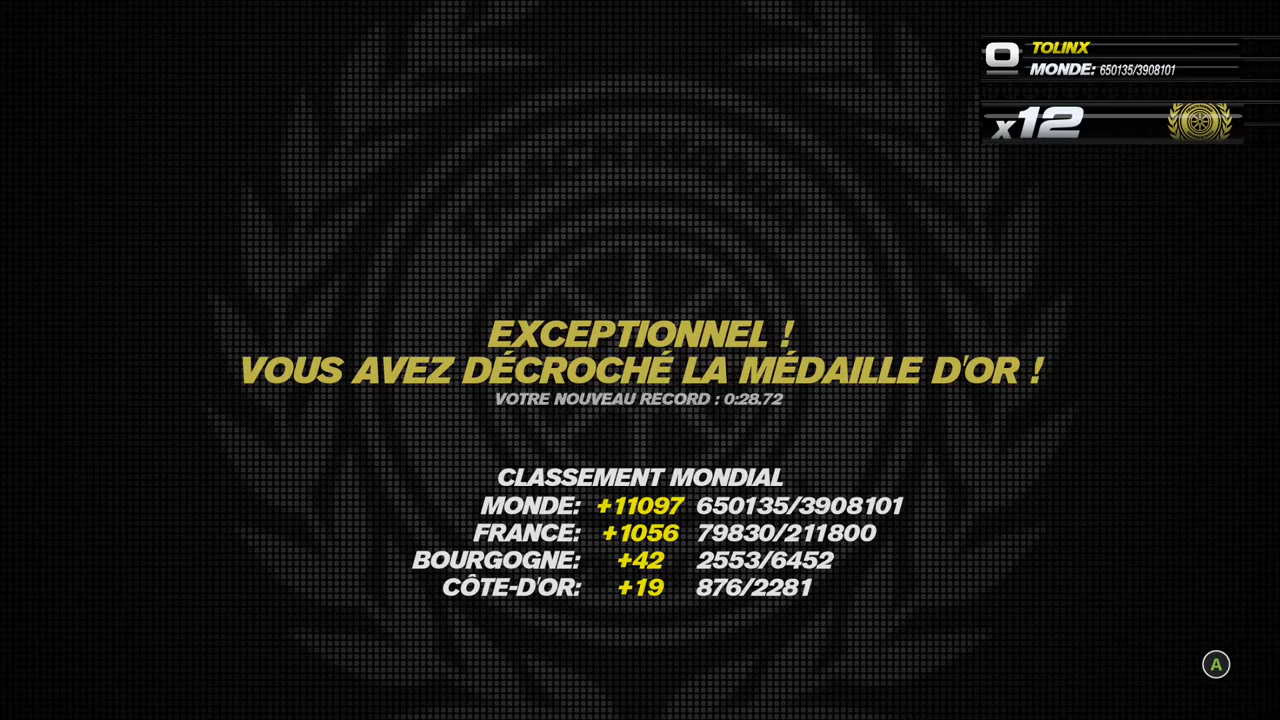 0 TOLINX
MONDE: 650135/3908101
x12
EXCEPTIONNEL !
VOUS AVEZ DÉCROCHÉ LA MÉDAILLE D'OR !
VOTRE NOUVEAU RECORD : 0:28.72
CLASSEMENT MONDIAL
MONDE: +11097 650135/3908101
FRANCE: +1056 79830/211800
BOURGOGNE: +42 2553/6452
CÔTE-D'OR: +19 876/2281
A